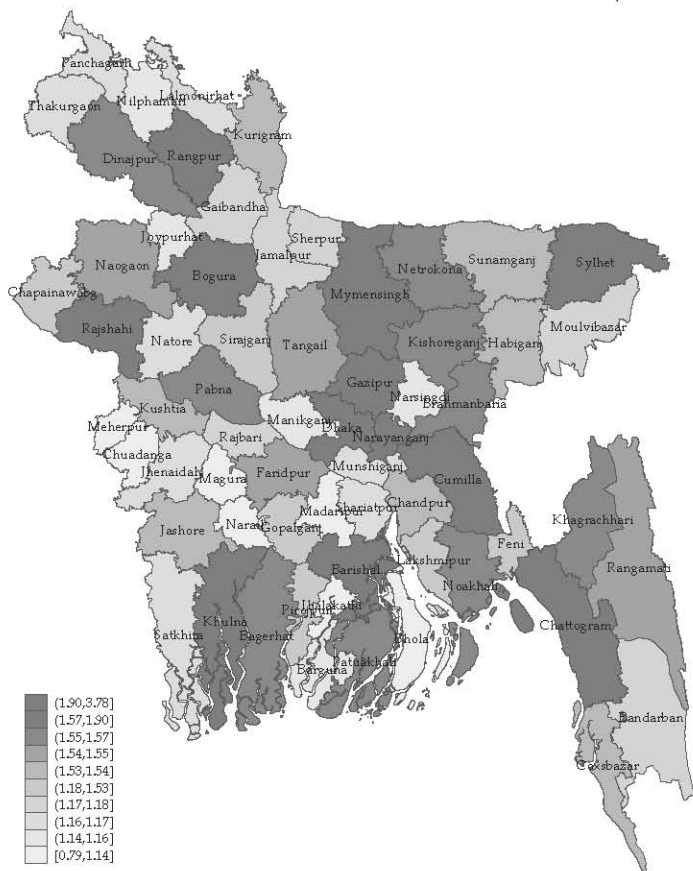 Panchagarh
Lalmonirhat
Nilphamari
Thakurgaon
Kurigram
Dinajpur
Rangpur
Gaibandha
Joypurhat
Sherpur
Jamalpur
Naogaon
Bogura
Netrokona
Sunamganj
Sylhet
Mymensingh
Chapainawabg
Rajshahi
Natore
Sirajganj
Tangail
Kishoreganj
Habiganj
Moulvibazar
Gazipur
Pabna
Narsingdi
Brahmanbaria
Kushtia
Manikganj
Meherpur
Dhaka
Rajbari
Narayanganj
Chuadanga
Jhenaidah
Munshiganj
Magura
Faridpur
Cumilla
Madaripur
Shariatpur
Chandpur
Narail
Gopalganj
Khagrachhari
Jashore
Feni
Lakshmipur
Rangamati
Barishal
Noakhali
Jhalakathi
Pirojpur
Khulna
Chattogram
Satkhira
Bagerhat
Bhola
Patuakhali
Barguna
Bandarban
Coxsbazar
(1.90,3.78]
(1.57,1.90]
(1.55,1.57]
(1.54,1.55]
(1.53,1.54]
(1.18,1.53]
(1.17,1.18]
(1.16,1.17]
(1.14,1.16]
[0.79,1.14]